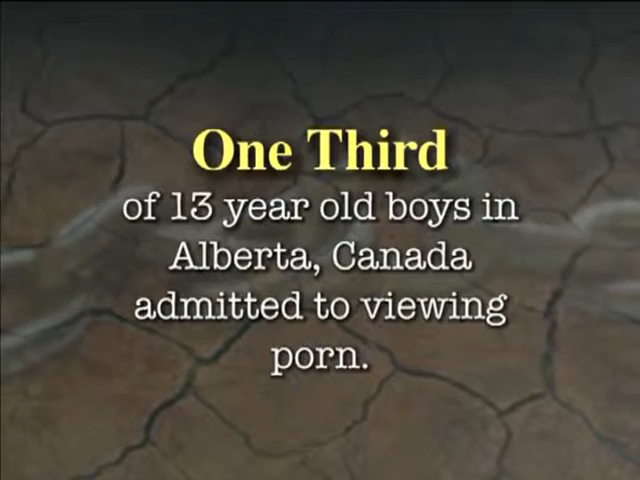 One Third
of 13 year old boys in
Alberta, Canada
admitted to viewing
porn.